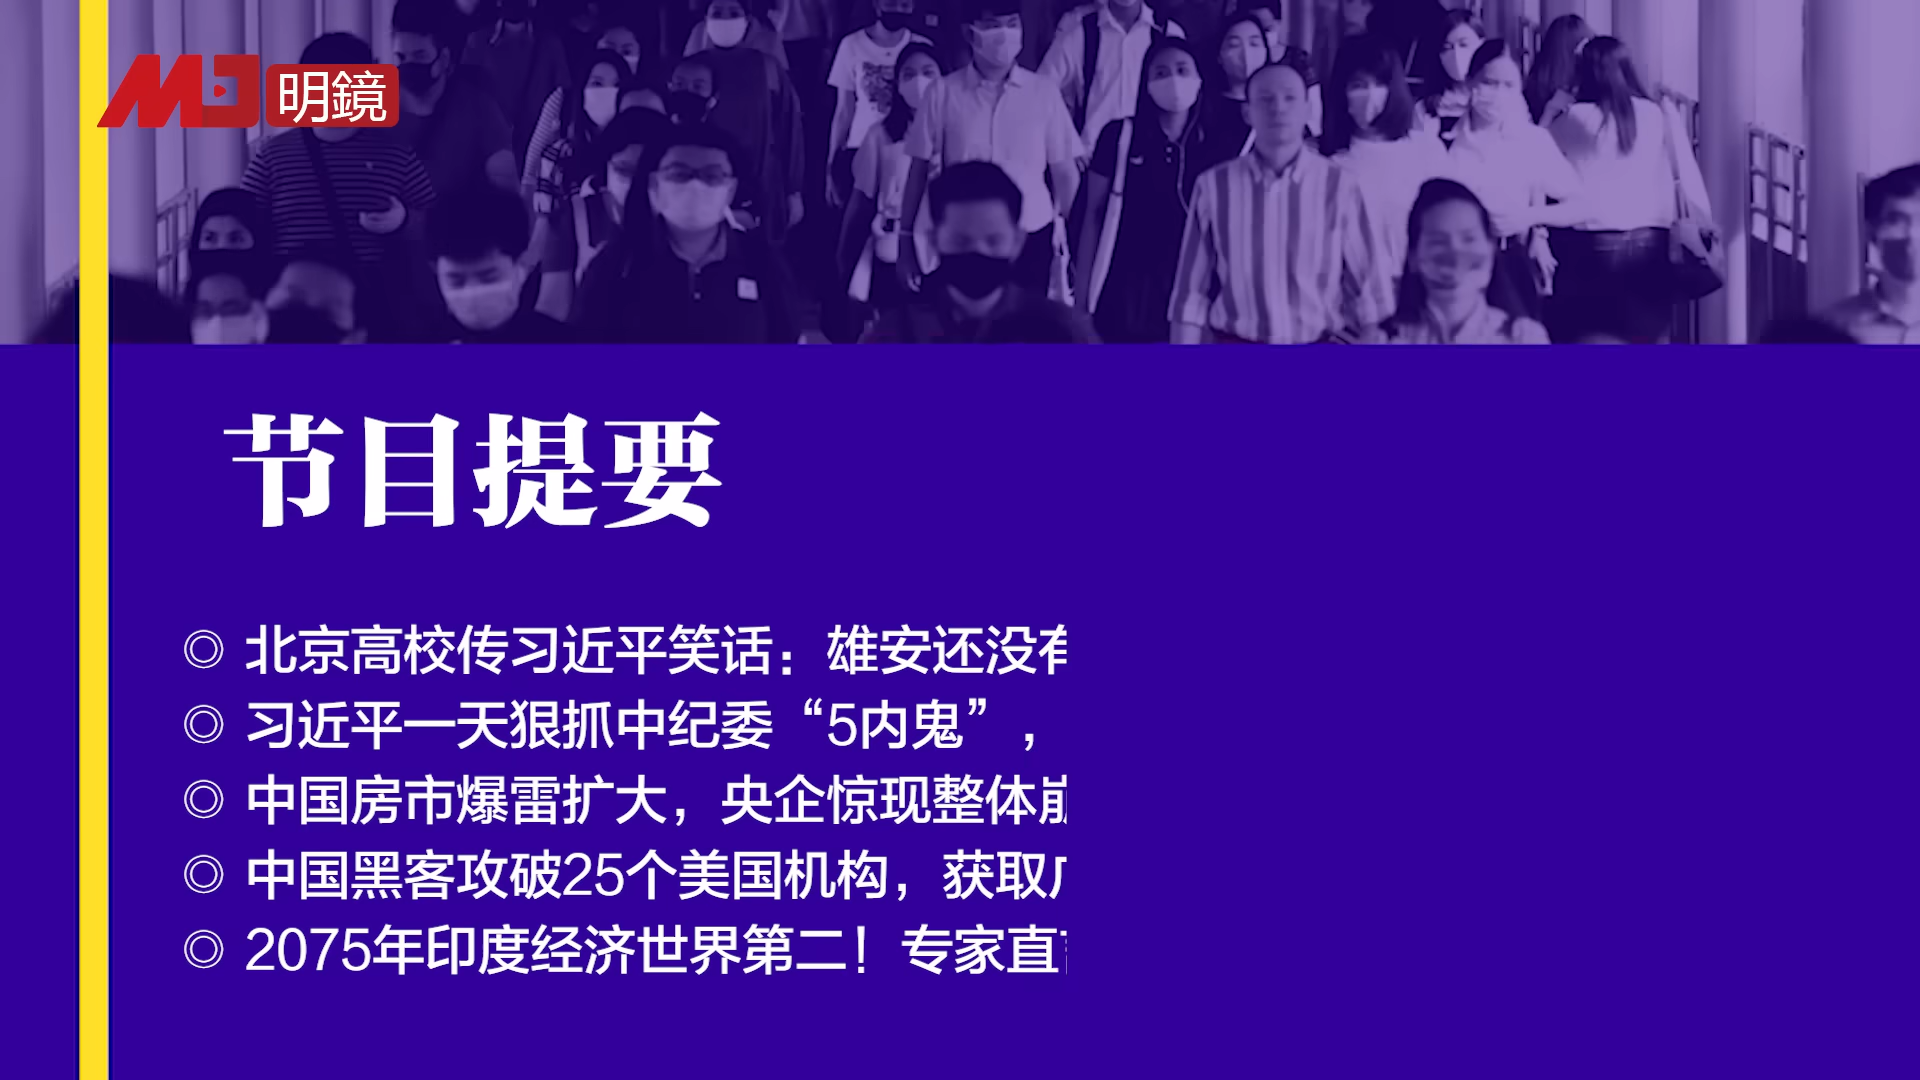 明鏡
节目提要
◎ 北京高校传习近平笑话：雄安还没有
◎ 习近平一天狠抓中纪委“5内鬼”，
◎ 中国房市爆雷扩大，央企惊现整体
◎ 中国黑客攻破25个美国机构，获取
◎ 2075年印度经济世界第二！专家直